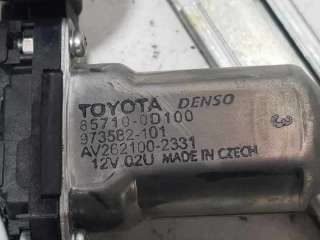 TOYOTA DENSO
85710-0D100
973582-101
AV262100-2331
12V 02U MADE IN CZECH